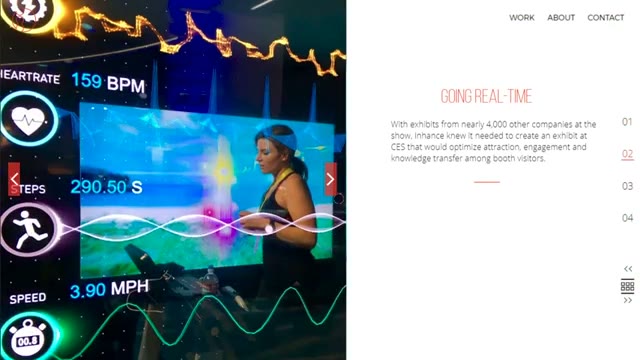 WORK ABOUT CONTACT
HEARTRATE 159 BPM
STEPS 290.50 S
SPEED 3.90 MPH
00.8
GOING REAL-TIME
With exhibits from nearly 4,000 other companies at the
show, Inhance knew it needed to create an exhibit at
CES that would optimize attraction, engagement and
knowledge transfer among booth visitors.
01
02
03
04